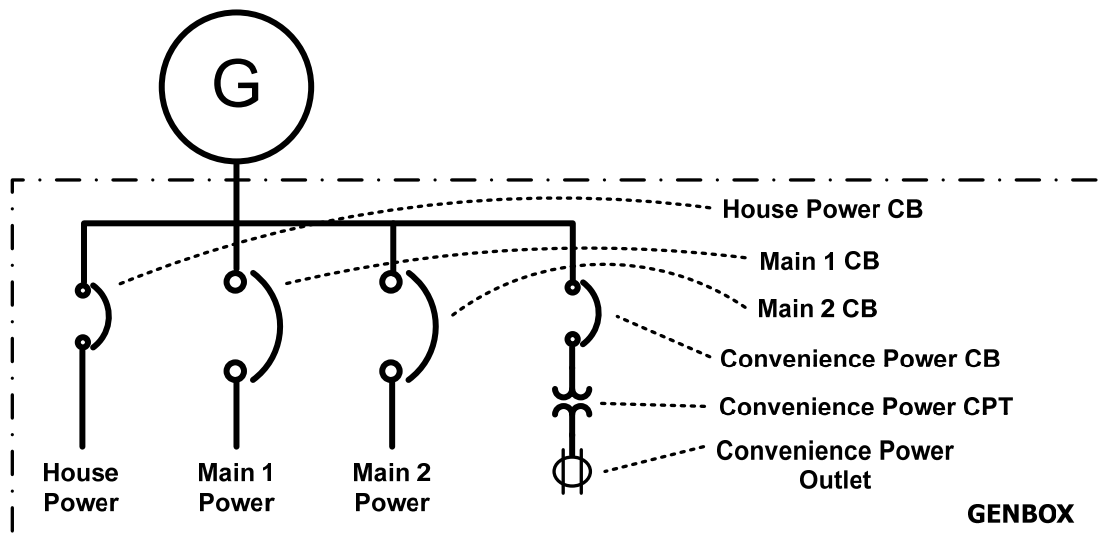 G
House Power CB
Main 1 CB
Main 2 CB
Convenience Power CB
Convenience Power CPT
Convenience Power
Outlet
House
Power
Main 1
Power
Main 2
Power
GENBOX